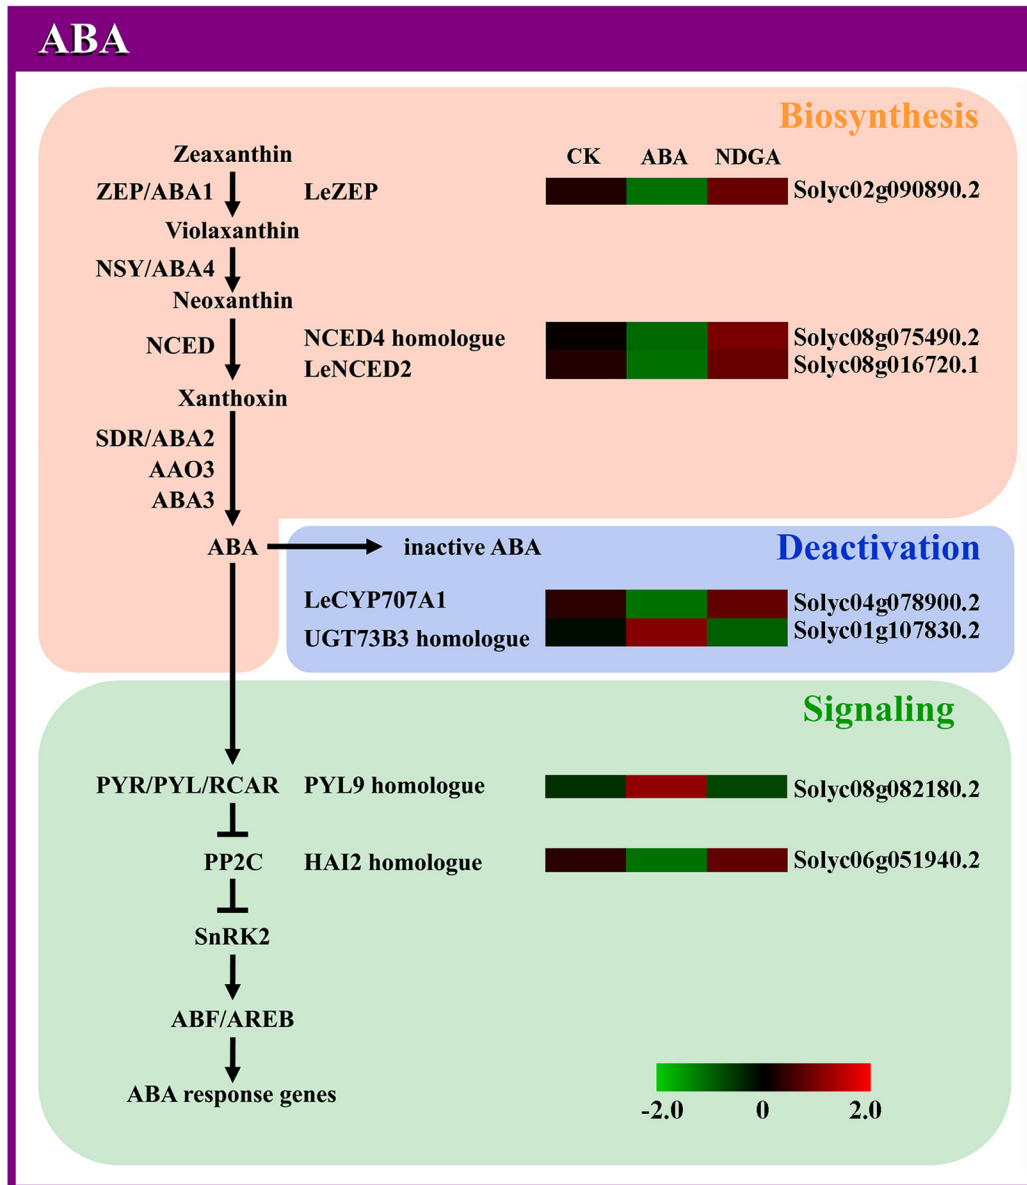 ABA
Biosynthesis
Zeaxanthin
CK ABA NDGA
ZEP/ABA1 LeZEP Solyc02g090890.2
Violaxanthin
NSY/ABA4
Neoxanthin
NCED
NCED4 homologue Solyc08g075490.2
LeNCED2 Solyc08g016720.1
Xanthoxin
SDR/ABA2
AAO3
ABA3
ABA inactive ABA
Deactivation
LeCYP707A1 Solyc04g078900.2
UGT73B3 homologue Solyc01g107830.2
Signaling
PYR/PYL/RCAR PYL9 homologue Solyc08g082180.2
PP2C HAI2 homologue Solyc06g051940.2
SnRK2
ABF/AREB
ABA response genes
-2.0 0 2.0